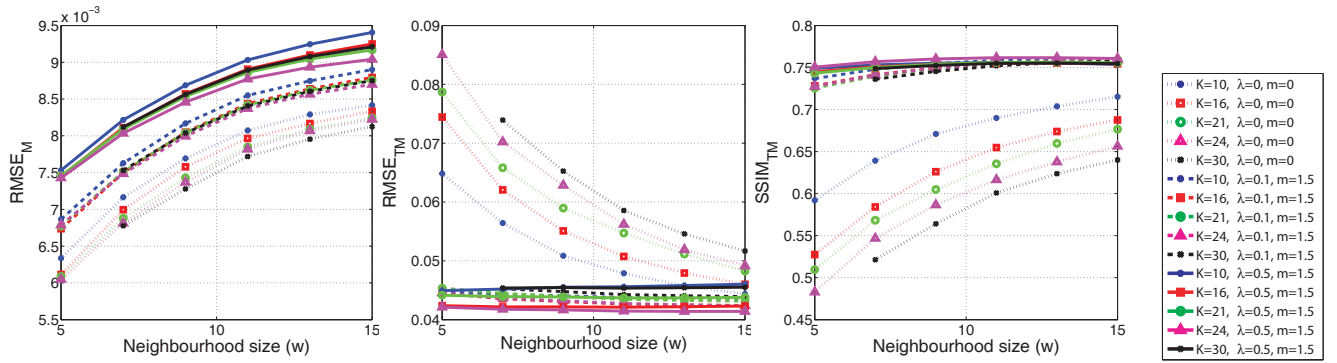 9.5 x 10⁻³
9
8.5
8
7.5
7
6.5
6
5.5
5
10
15
RMSE_M
Neighbourhood size (w)
0.09
0.08
0.07
0.06
0.05
0.04
5
10
15
RMSE_TM
Neighbourhood size (w)
0.8
0.75
0.7
0.65
0.6
0.55
0.5
0.45
5
10
15
SSIM_TM
Neighbourhood size (w)
K=10, λ=0, m=0
K=16, λ=0, m=0
K=21, λ=0, m=0
K=24, λ=0, m=0
K=30, λ=0, m=0
K=10, λ=0.1, m=1.5
K=16, λ=0.1, m=1.5
K=21, λ=0.1, m=1.5
K=24, λ=0.1, m=1.5
K=30, λ=0.1, m=1.5
K=10, λ=0.5, m=1.5
K=16, λ=0.5, m=1.5
K=21, λ=0.5, m=1.5
K=24, λ=0.5, m=1.5
K=30, λ=0.5, m=1.5